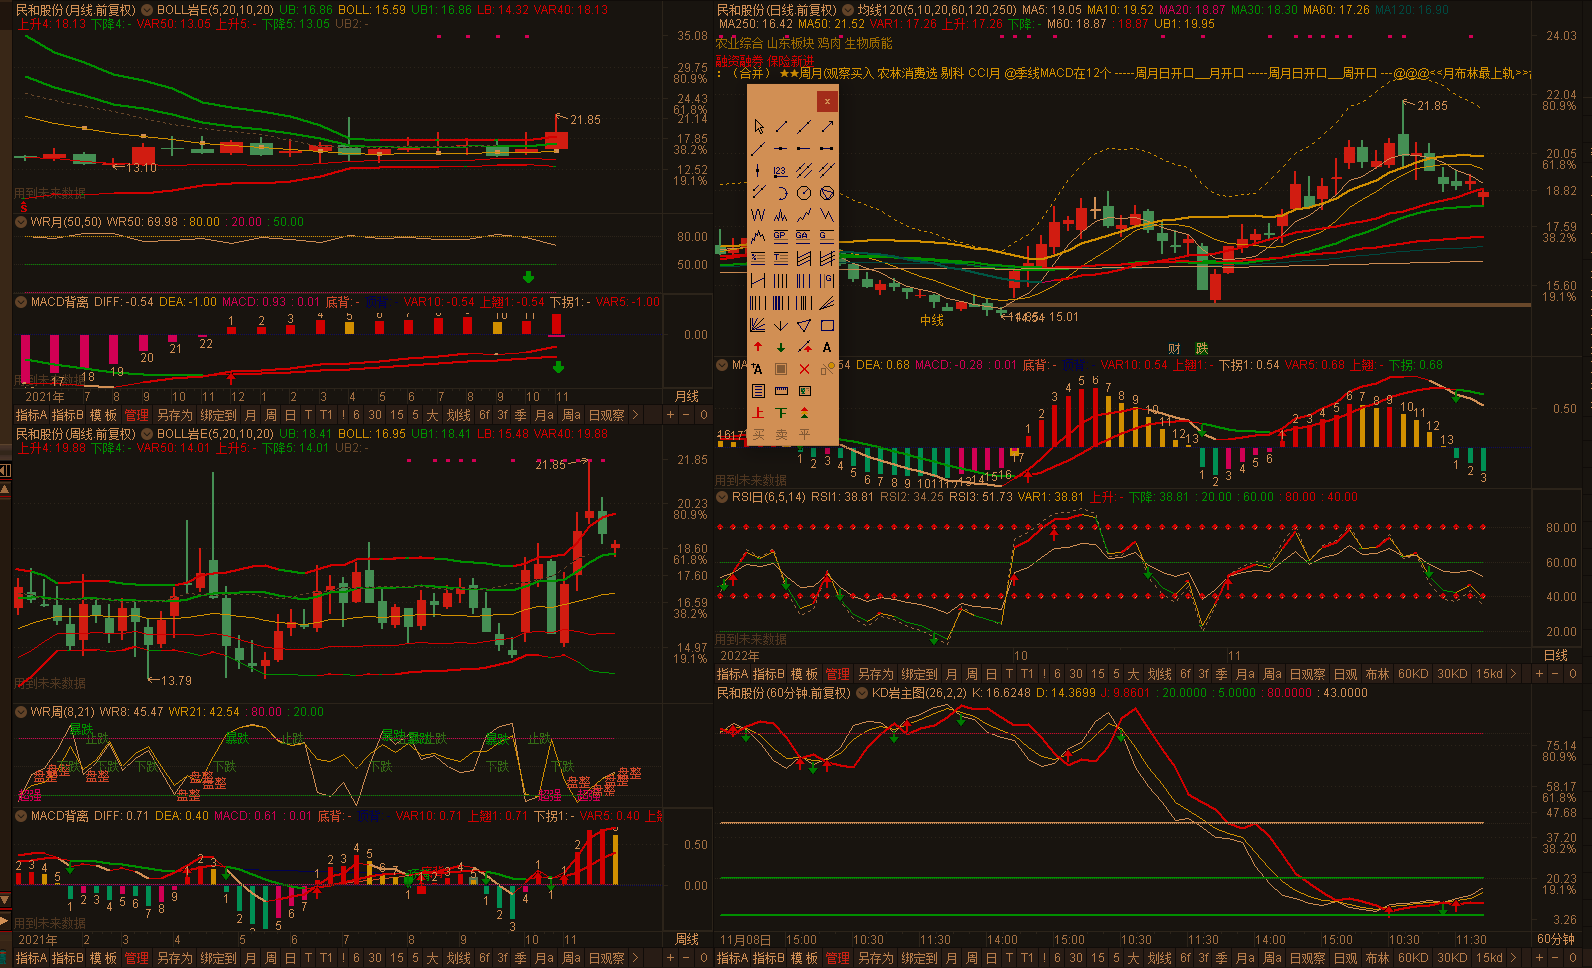 民和股份(月线.前复权) BOLL岩E(5,20,10,20) UB: 16.86 BOLL: 15.59 UB1: 16.86 LB: 14.32 VAR40: 18.13
上升4: 18.13 下降4: - VAR50: 13.05 上升5: - 下降5: 13.05 UB2: -
35.08
29.75
80.9%
24.43
61.8%
21.14
17.85
38.2%
12.52
19.1%
21.85
13.10
用到未来数据
WR月(50,50) WR50: 69.98 : 80.00 : 20.00 : 50.00
80.00
50.00
MACD背离 DIFF: -0.54 DEA: -1.00 MACD: 0.93 : 0.01 底背: - 顶背: - VAR10: -0.54 上翘1: -0.54 下拐1: - VAR5: -1.00
17 18 19 20 21 22 1 2 3 4 5 6 7 8 9 10 11
0.00
用到未来数据
2021年 7 8 9 10 11 12 1 2 3 4 5 6 7 8 9 10 11 月线
指标A 指标B 模 板 管理 另存为 绑定到 月 周 日 T T1 ! 6 30 15 5 大 划线 6f 3f 季 月a 周a 日观察 > + - 0
民和股份(周线.前复权) BOLL岩E(5,20,10,20) UB: 18.41 BOLL: 16.95 UB1: 18.41 LB: 15.48 VAR40: 19.88
上升4: 19.88 下降4: - VAR50: 14.01 上升5: - 下降5: 14.01 UB2: -
21.85
21.85
20.23
80.9%
18.60
61.8%
17.60
16.59
38.2%
14.97
19.1%
13.79
用到未来数据
WR周(8,21) WR8: 45.47 WR21: 42.54 : 80.00 : 20.00
暴跌 止跌 暴跌 止跌 暴跌 止跌 暴跌 止跌
盘整 下跌 下跌 下跌 下跌 下跌 下跌 盘整
超强 盘整 盘整 盘整 盘整 超强 超强 盘整 盘整
MACD背离 DIFF: 0.71 DEA: 0.40 MACD: 0.61 : 0.01 底背: - 顶背: - VAR10: 0.71 上翘1: 0.71 下拐1: - VAR5: 0.40 上
0.50
0.00
用到未来数据
2021年 2 3 4 5 6 7 8 9 10 11 周线
指标A 指标B 模 板 管理 另存为 绑定到 月 周 日 T T1 ! 6 30 15 5 大 划线 6f 3f 季 月a 周a 日观察 > + - 0
民和股份(日线.前复权) 均线120(5,10,20,60,120,250) MA5: 19.05 MA10: 19.52 MA20: 18.87 MA30: 18.30 MA60: 17.26 MA120: 16.90
MA250: 16.42 MA50: 21.52 VAR1: 17.26 上升: 17.26 下降: - M60: 18.87 : 18.87 UB1: 19.95
农业综合 山东板块 鸡肉 生物质能
融资融券 保险新进
: （合并） ★★周月(观察买入 农林消费选 剔科 CCI月 @季线MACD在12个 -----周月日开口__月开口 -----周月日开口__周开口 ---@@@<<月布林最上轨>>
24.03
22.04
80.9%
20.05
61.8%
18.82
17.59
38.2%
15.60
19.1%
21.85
x
123
GP GA G
A
A
上 下
买 卖 平
中线
15.01
财 跌
54 DEA: 0.68 MACD: -0.28 : 0.01 底背: - 顶背: - VAR10: 0.54 上翘: - 下拐1: 0.54 VAR5: 0.68 上翘: - 下拐: 0.68
0.50
用到未来数据
RSI日(6,5,14) RSI1: 38.81 RSI2: 34.25 RSI3: 51.73 VAR1: 38.81 上升: - 下降: 38.81 : 20.00 : 60.00 : 80.00 : 40.00
80.00
60.00
40.00
20.00
用到未来数据
2022年 10 11 日线
指标A 指标B 模 板 管理 另存为 绑定到 月 周 日 T T1 ! 6 30 15 5 大 划线 6f 3f 季 月a 周a 日观察 日观 布林 60KD 30KD 15kd > + - 0
民和股份(60分钟.前复权) KD岩主图(26,2,2) K: 16.6248 D: 14.3699 J: 9.8601 : 20.0000 : 5.0000 : 80.0000 : 43.0000
75.14
80.9%
58.17
61.8%
47.68
37.20
38.2%
20.23
19.1%
3.26
11月08日 15:00 10:30 11:30 14:00 15:00 10:30 11:30 14:00 15:00 10:30 11:30 60分钟
指标A 指标B 模 板 管理 另存为 绑定到 月 周 日 T T1 ! 6 30 15 5 大 划线 6f 3f 季 月a 周a 日观察 日观 布林 60KD 30KD 15kd > + - 0